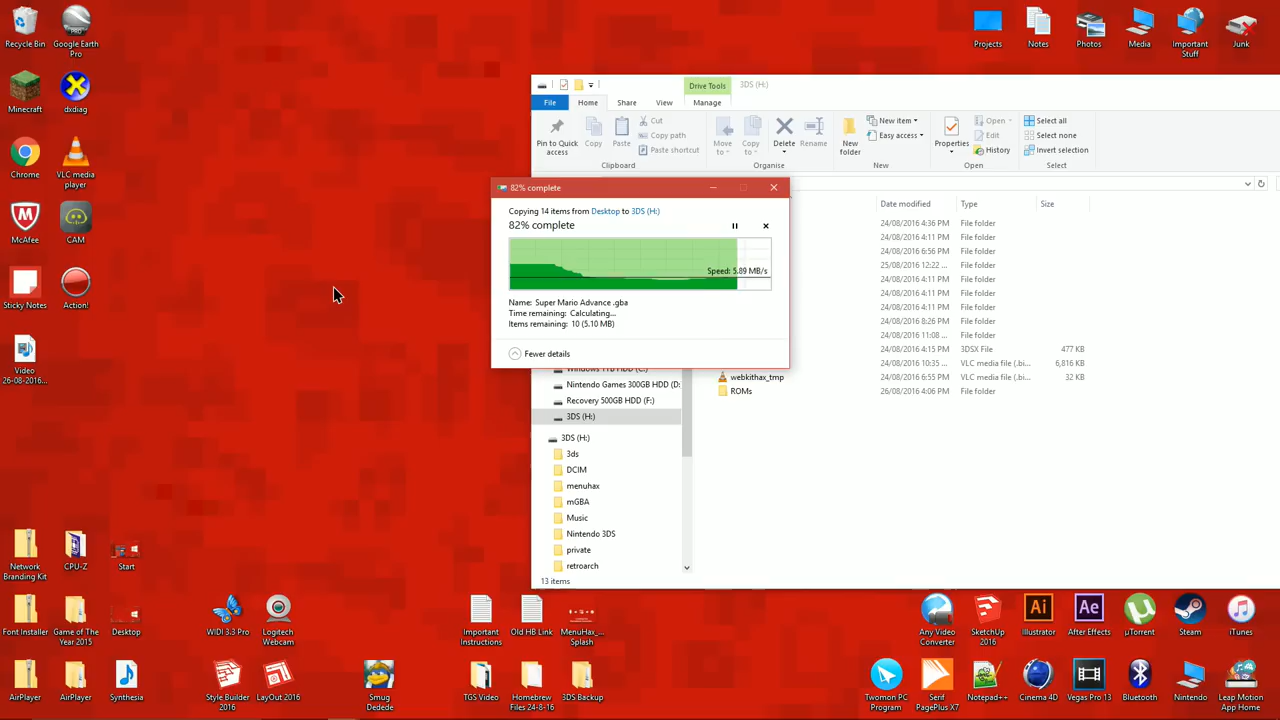 Recycle Bin
Google Earth
Pro
Minecraft
dxdiag
Chrome
VLC media
player
McAfee
CAM
Sticky Notes
Action!
Video
26-08-2016...
Network
Branding Kit
CPU-Z
Start
Font Installer
Game of The
Year 2015
Desktop
WIDI 3.3 Pro
Logitech
Webcam
AirPlayer
AirPlayer
Synthesia
Style Builder
2016
LayOut 2016
Smug
Dedede
Important
Instructions
Old HB Link
MenuHax_...
Splash
TGS Video
Homebrew
Files 24-8-16
3DS Backup
Projects
Notes
Photos
Media
Important
Stuff
Junk
Drive Tools
3DS (H:)
File
Home
Share
View
Manage
Pin to Quick
access
Copy
Paste
Cut
Copy path
Paste shortcut
Clipboard
Move
to
Copy
to
Delete
Rename
Organise
New
folder
New item
Easy access
New
Properties
Open
Edit
History
Open
Select all
Select none
Invert selection
Select
82% complete
Copying 14 items from Desktop to 3DS (H:)
82% complete
Speed: 5.89 MB/s
Name: Super Mario Advance .gba
Time remaining: Calculating...
Items remaining: 10 (5.10 MB)
Fewer details
Date modified
Type
Size
24/08/2016 4:36 PM File folder
24/08/2016 4:11 PM File folder
24/08/2016 6:56 PM File folder
25/08/2016 12:22 ... File folder
24/08/2016 4:11 PM File folder
24/08/2016 4:11 PM File folder
24/08/2016 4:11 PM File folder
24/08/2016 8:26 PM File folder
24/08/2016 11:08 ... File folder
24/08/2016 4:15 PM 3DSX File 477 KB
24/08/2016 10:35 ... VLC media file (.bi... 6,816 KB
webkithax_tmp 24/08/2016 6:55 PM VLC media file (.bi... 32 KB
ROMs 26/08/2016 4:06 PM File folder
Windows 1TB HDD (C:)
Nintendo Games 300GB HDD (D:
Recovery 500GB HDD (F:)
3DS (H:)
3DS (H:)
3ds
DCIM
menuhax
mGBA
Music
Nintendo 3DS
private
retroarch
13 items
Any Video
Converter
SketchUp
2016
Illustrator
After Effects
µTorrent
Steam
iTunes
Twomon PC
Program
Serif
PagePlus X7
Notepad++
Cinema 4D
Vegas Pro 13
Bluetooth
Nintendo
Leap Motion
App Home